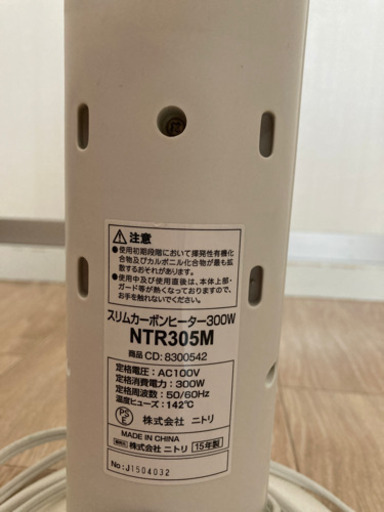 ⚠注意
●使用初期段階において揮発性有機化
合物及びカルボニル化合物が最も拡
散するおそれがあります。
●使用中及び使用直後は、本体上部・
ガード等が熱くなっておりますので、
お手を触れないでください。
スリムカーボンヒーター300W
NTR305M
商品 CD: 8300542
定格電圧:AC100V
定格消費電力:300W
定格周波数:50/60Hz
温度ヒューズ:142℃
PSE 株式会社 ニトリ
MADE IN CHINA
株式会社 ニトリ 15年製
No:J1504032